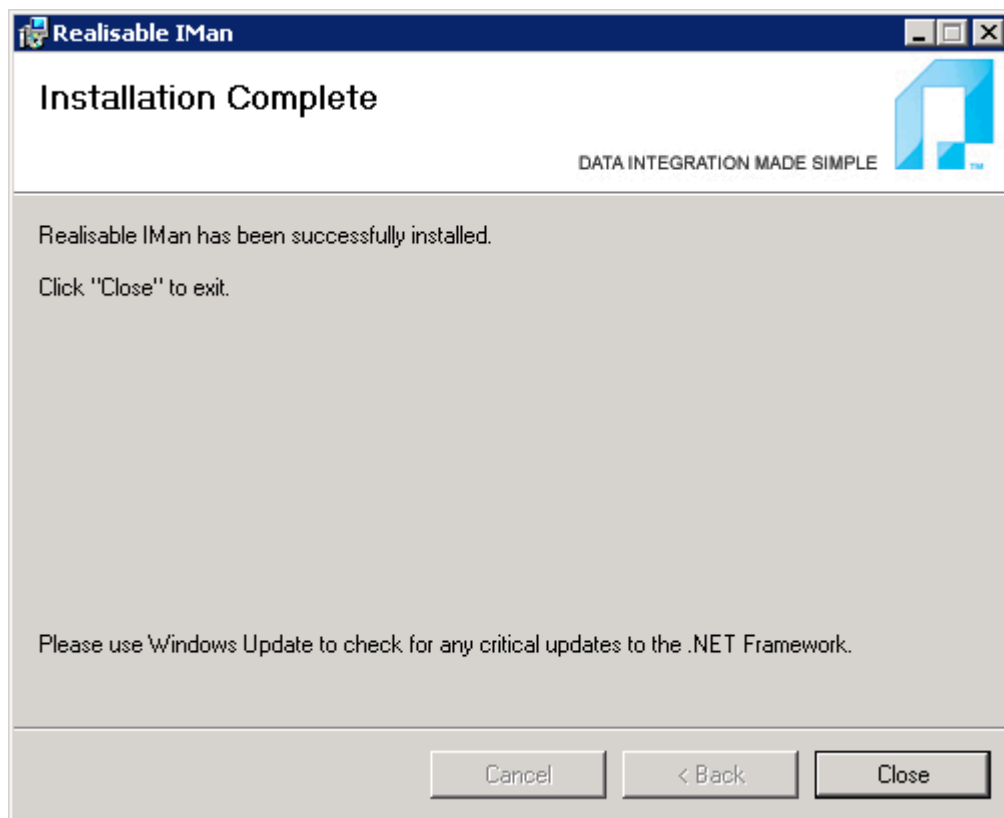 Realisable IMan
Installation Complete
DATA INTEGRATION MADE SIMPLE
TM
Realisable IMan has been successfully installed.
Click "Close" to exit.
Please use Windows Update to check for any critical updates to the .NET Framework.
Cancel
< Back
Close